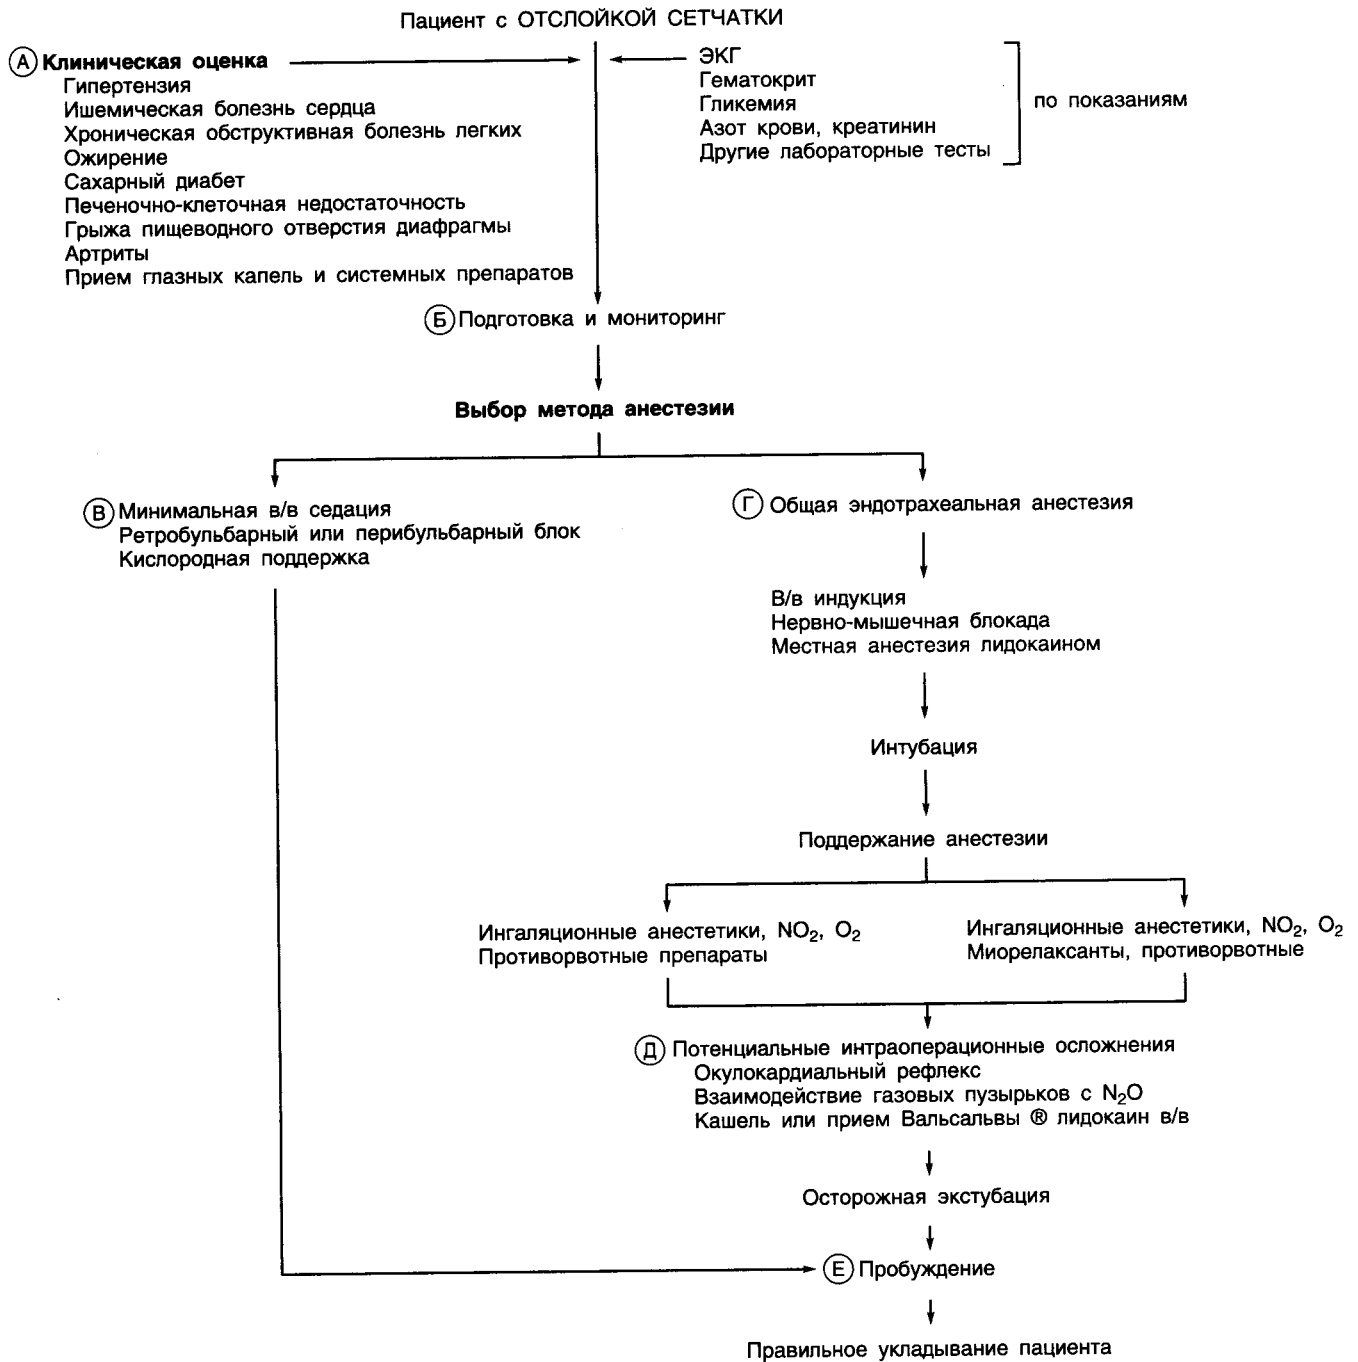 Пациент с ОТСЛОЙКОЙ СЕТЧАТКИ
А Клиническая оценка
Гипертензия
Ишемическая болезнь сердца
Хроническая обструктивная болезнь легких
Ожирение
Сахарный диабет
Печеночно-клеточная недостаточность
Грыжа пищеводного отверстия диафрагмы
Артриты
Прием глазных капель и системных препаратов
ЭКГ
Гематокрит
Гликемия
Азот крови, креатинин
Другие лабораторные тесты
по показаниям
Б Подготовка и мониторинг
Выбор метода анестезии
В Минимальная в/в седация
Ретробульбарный или перибульбарный блок
Кислородная поддержка
Г Общая эндотрахеальная анестезия
В/в индукция
Нервно-мышечная блокада
Местная анестезия лидокаином
Интубация
Поддержание анестезии
Ингаляционные анестетики, NO₂, O₂
Противорвотные препараты
Ингаляционные анестетики, NO₂, O₂
Миорелаксанты, противорвотные
Д Потенциальные интраоперационные осложнения
Окулокардиальный рефлекс
Взаимодействие газовых пузырьков с N₂O
Кашель или прием Вальсальвы ® лидокаин в/в
Осторожная экстубация
Е Пробуждение
Правильное укладывание пациента